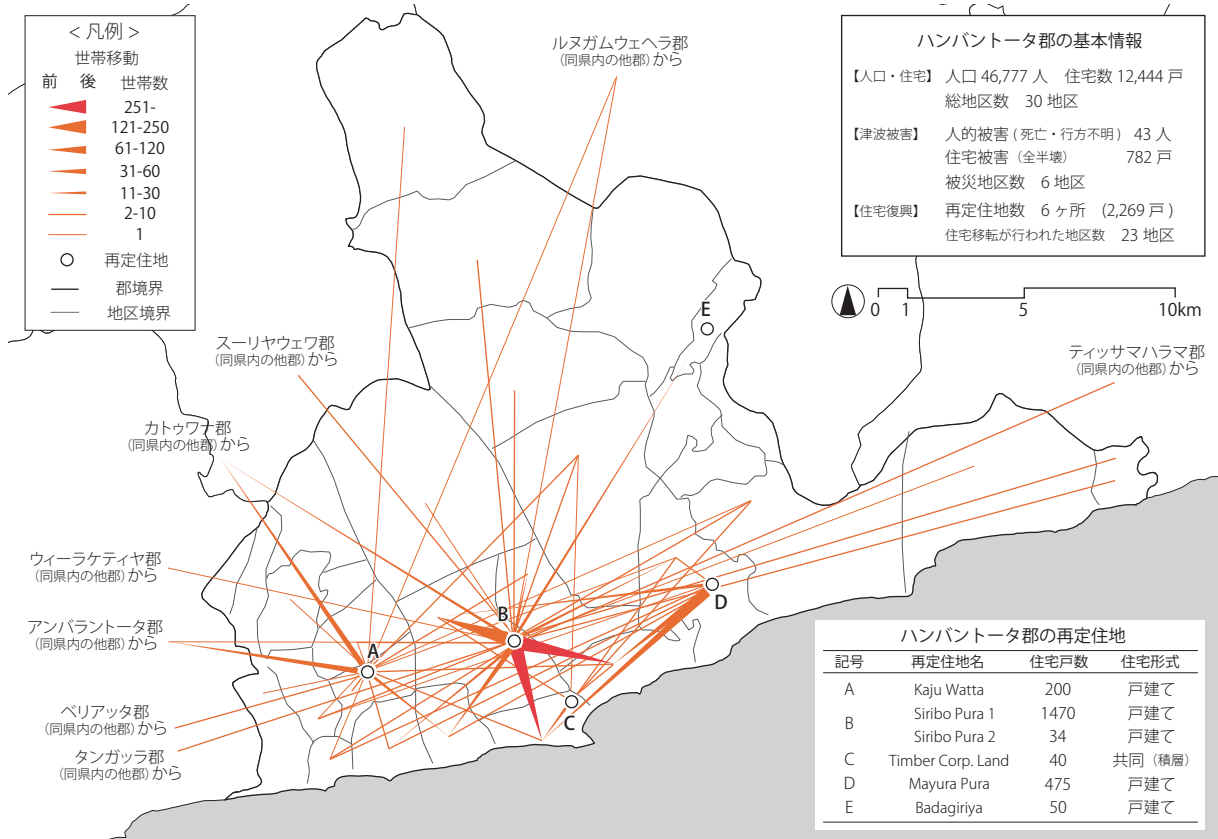 < 凡例 >
世帯移動
前 後 世帯数
251-
121-250
61-120
31-60
11-30
2-10
1
再定住地
郡境界
地区境界
ルヌガムウェヘラ郡
(同県内の他郡) から
ハンバントータ郡の基本情報
【人口・住宅】 人口 46,777 人 住宅数 12,444 戸
総地区数 30 地区
【津波被害】 人的被害 ( 死亡・行方不明 ) 43 人
住宅被害 (全半壊) 782 戸
被災地区数 6 地区
【住宅復興】 再定住地数 6 ヶ所 (2,269 戸 )
住宅移転が行われた地区数 23 地区
0 1 5 10km
E
スーリヤウェワ郡
(同県内の他郡) から
ティッサマハラマ郡
(同県内の他郡) から
カトゥワナ郡
(同県内の他郡) から
ウィーラケティヤ郡
(同県内の他郡) から
アンバラントータ郡
(同県内の他郡) から
B
D
A
C
ベリアッタ郡
(同県内の他郡) から
タンガッラ郡
(同県内の他郡) から
ハンバントータ郡の再定住地
記号 再定住地名 住宅戸数 住宅形式
A Kaju Watta 200 戸建て
B Siribo Pura 1 1470 戸建て
Siribo Pura 2 34 戸建て
C Timber Corp. Land 40 共同 (積層)
D Mayura Pura 475 戸建て
E Badagiriya 50 戸建て